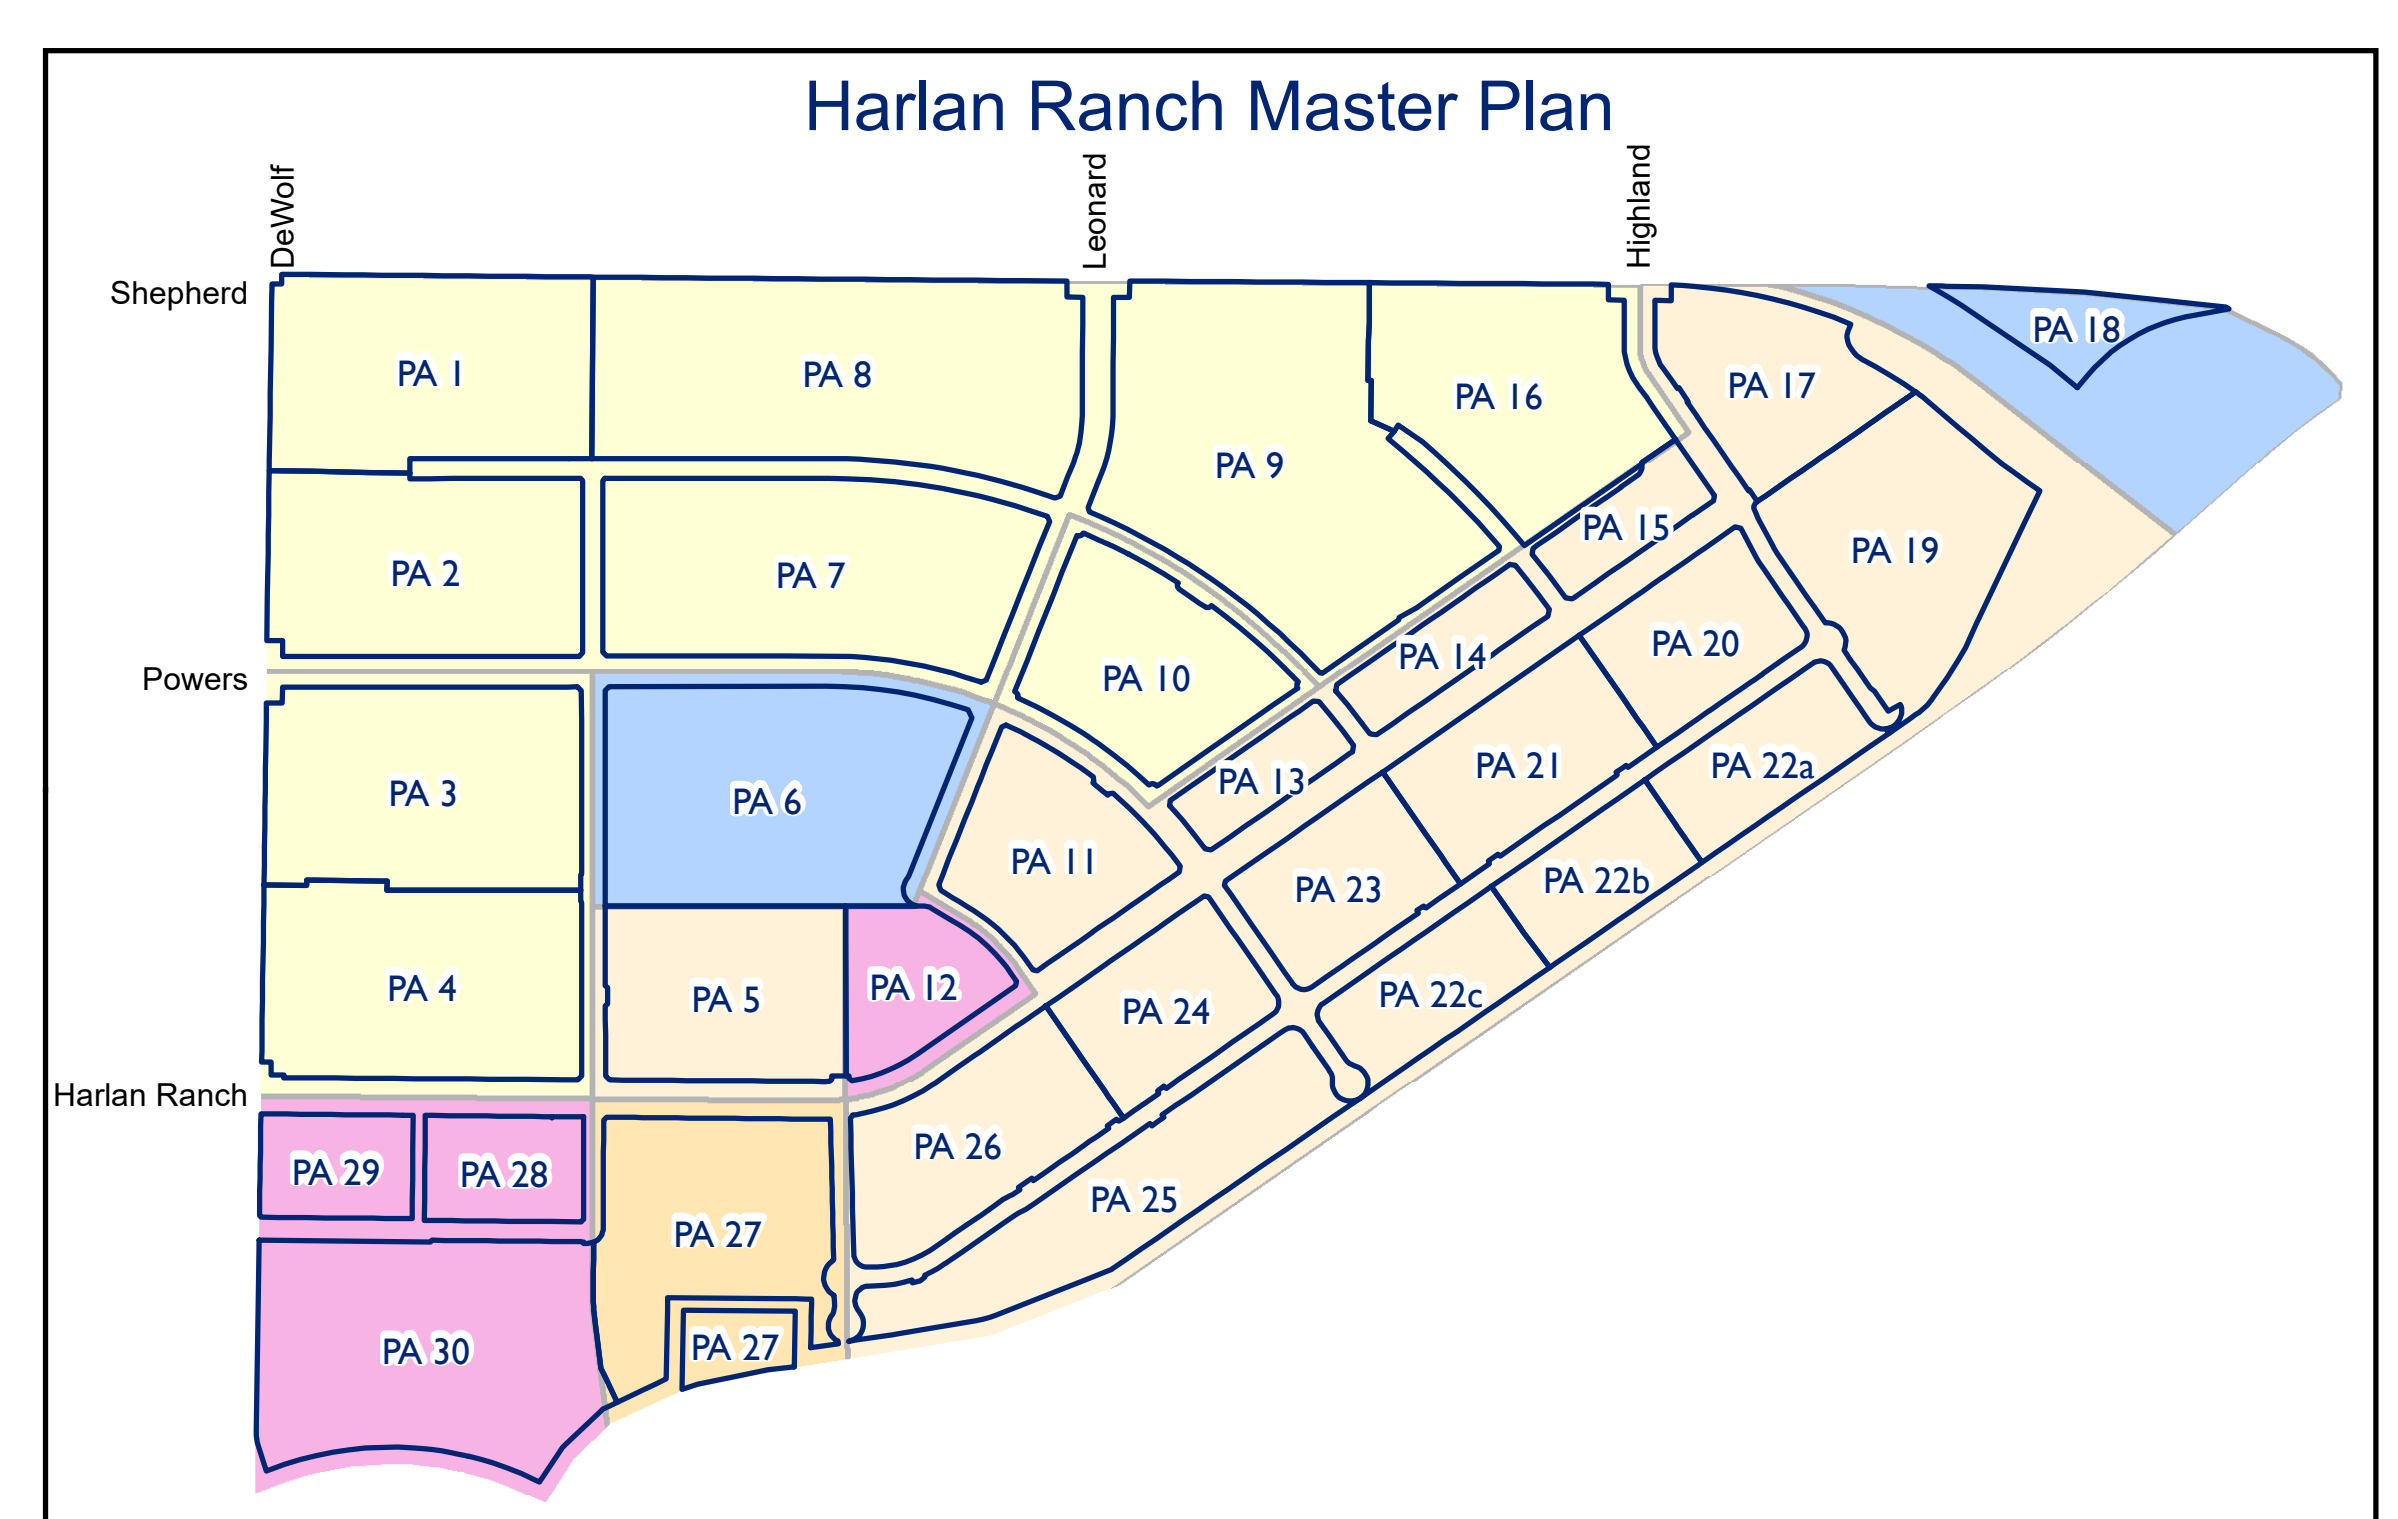 Harlan Ranch Master Plan
DeWolf
Leonard
Highland
Shepherd
PA 18
PA 1
PA 8
PA 16
PA 17
PA 9
PA 15
PA 19
PA 2
PA 7
PA 20
PA 14
Powers
PA 10
PA 21
PA 22a
PA 13
PA 3
PA 6
PA 11
PA 23
PA 22b
PA 4
PA 12
PA 5
PA 22c
PA 24
Harlan Ranch
PA 26
PA 29
PA 28
PA 25
PA 27
PA 27
PA 30